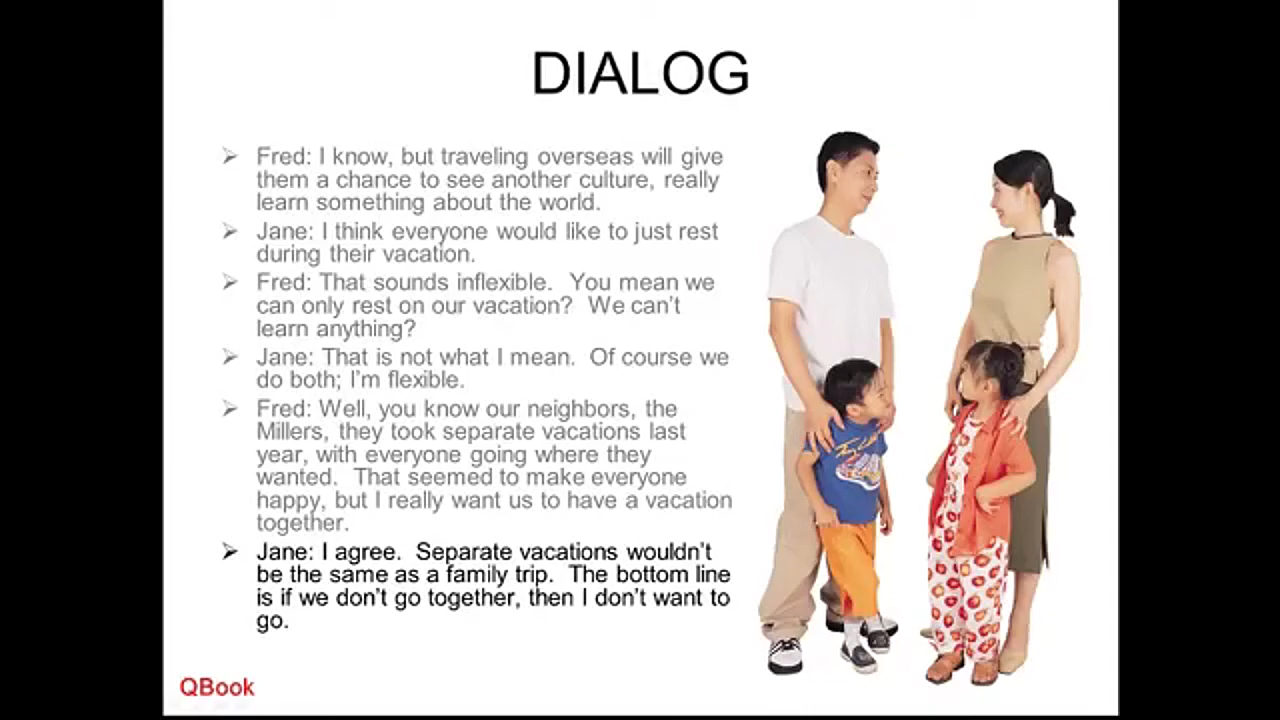 DIALOG
Fred: I know, but traveling overseas will give
them a chance to see another culture, really
learn something about the world.
Jane: I think everyone would like to just rest
during their vacation.
Fred: That sounds inflexible.  You mean we
can only rest on our vacation?  We can't
learn anything?
Jane: That is not what I mean.  Of course we
do both; I'm flexible.
Fred: Well, you know our neighbors, the
Millers, they took separate vacations last
year, with everyone going where they
wanted.  That seemed to make everyone
happy, but I really want us to have a vacation
together.
Jane: I agree.  Separate vacations wouldn't
be the same as a family trip.  The bottom line
is if we don't go together, then I don't want to
go.
QBook